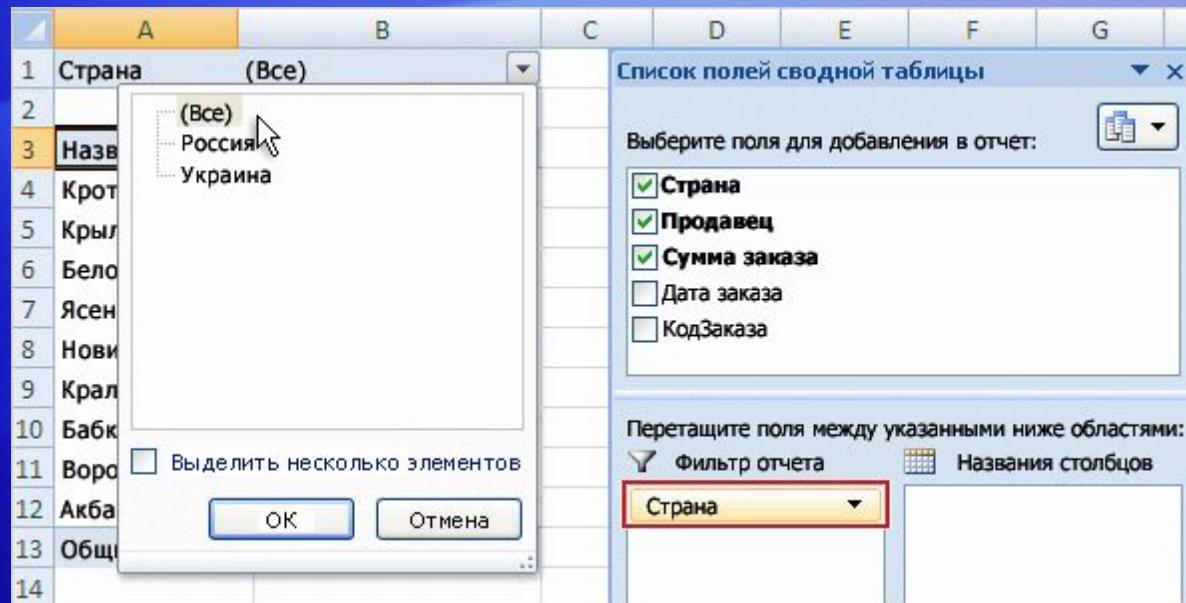 A B C D E F G
1 Страна (Все)
2
3 Назв
4 Крот
5 Крыл
6 Бело
7 Ясен
8 Нови
9 Крал
10 Бабк
11 Воро
12 Акба
13 Общи
14
(Все)
Россия
Украина
Выделить несколько элементов
ОК Отмена
Список полей сводной таблицы
Выберите поля для добавления в отчет:
Страна
Продавец
Сумма заказа
Дата заказа
КодЗаказа
Перетащите поля между указанными ниже областями:
Фильтр отчета Названия столбцов
Страна